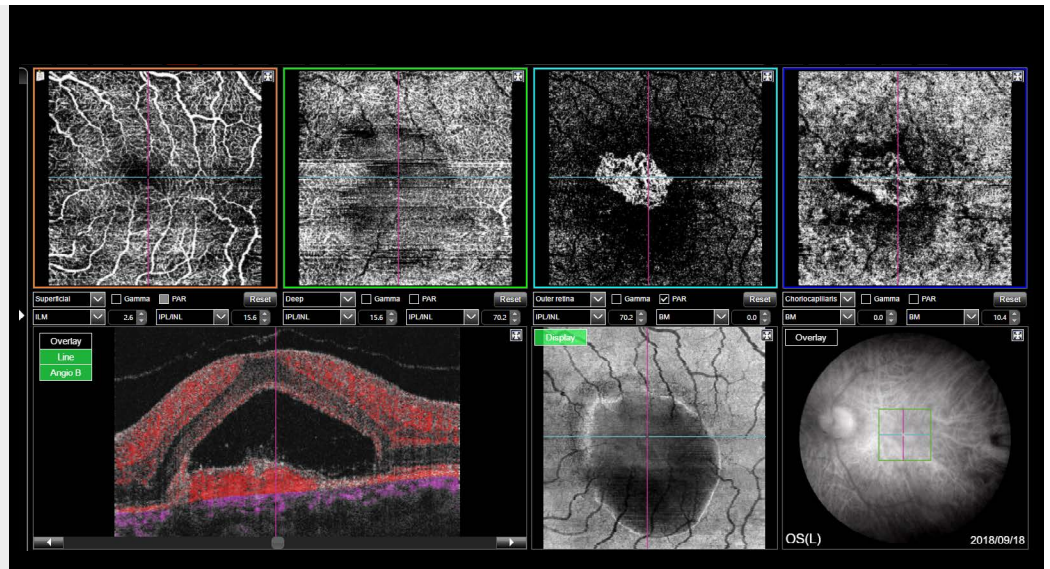 Superficial Gamma PAR Reset
ILM 2.6 IPL/INL 15.6
Deep Gamma PAR Reset
IPL/INL 15.6 IPL/INL 70.2
Outer retina Gamma PAR Reset
IPL/INL 70.2 BM 0.0
Choriocapillaris Gamma PAR Reset
BM 0.0 BM 10.4
Overlay
Line
Angio B
Display
Overlay
OS(L) 2018/09/18